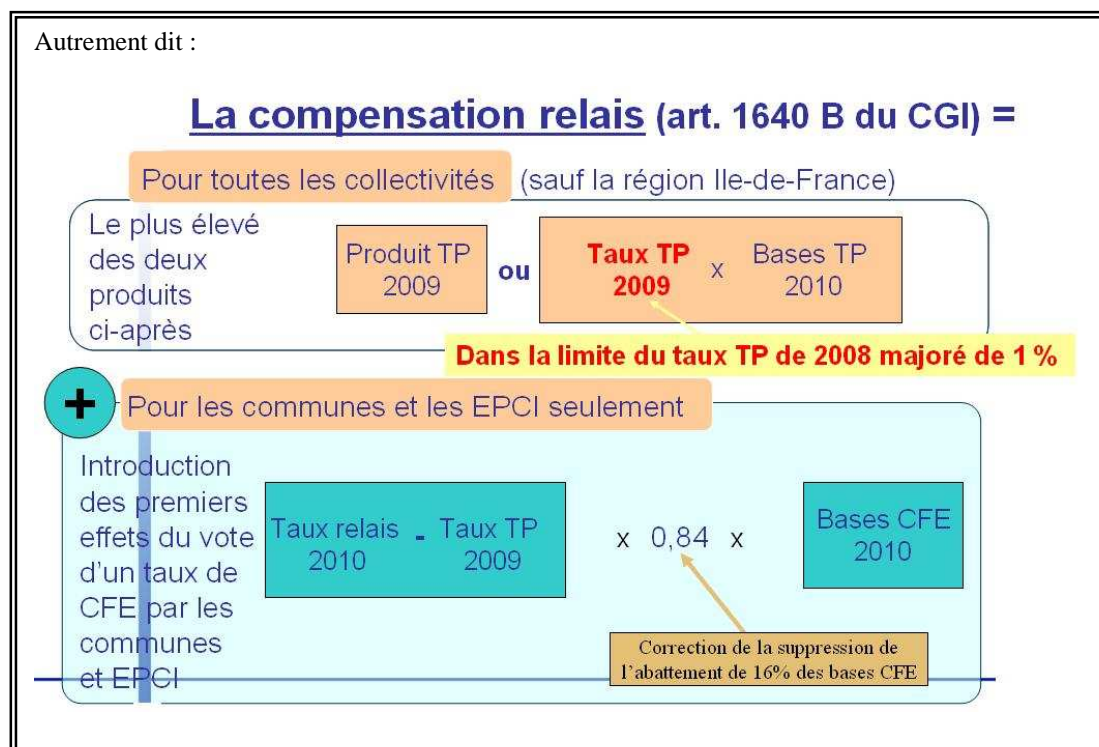 Autrement dit :
La compensation relais (art. 1640 B du CGI) =
Pour toutes les collectivités (sauf la région Ile-de-France)
Le plus élevé
des deux
produits
ci-après
Produit TP
2009
ou
Taux TP
2009
x
Bases TP
2010
Dans la limite du taux TP de 2008 majoré de 1 %
+
Pour les communes et les EPCI seulement
Introduction
des premiers
effets du vote
d'un taux de
CFE par les
communes
et EPCI
Taux relais
2010
-
Taux TP
2009
x 0,84 x
Bases CFE
2010
Correction de la suppression de
l'abattement de 16% des bases CFE